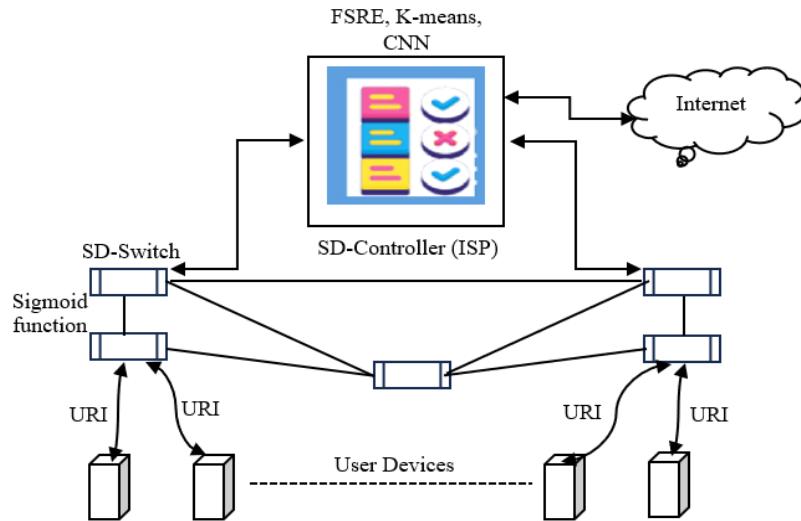 FSRE, K-means,
CNN
Internet
SD-Controller (ISP)
SD-Switch
Sigmoid
function
URI
URI
URI
URI
User Devices